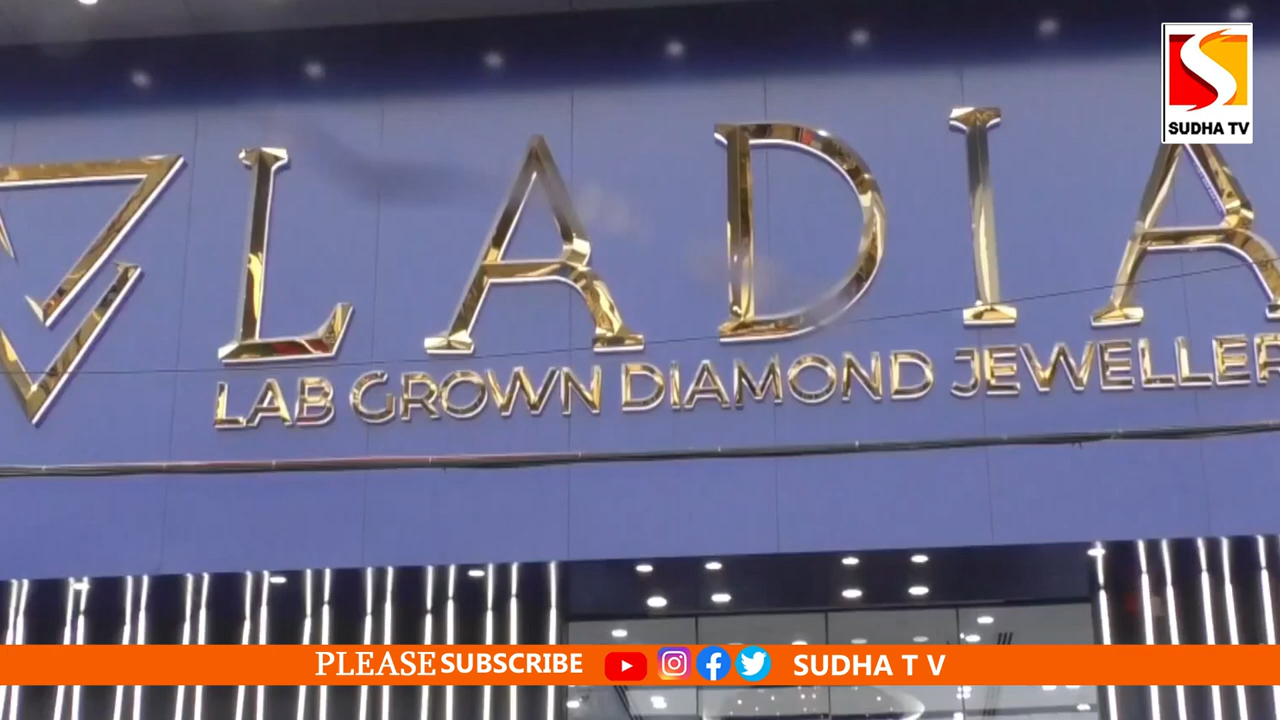 SUDHA TV
LADIA
LAB GROWN DIAMOND JEWELLER
PLEASE SUBSCRIBE SUDHA T V